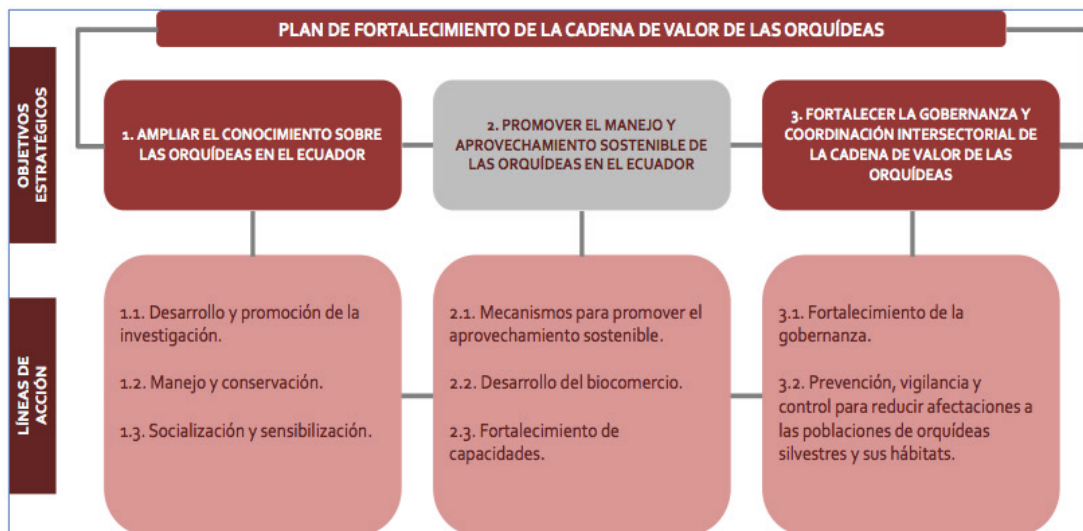 PLAN DE FORTALECIMIENTO DE LA CADENA DE VALOR DE LAS ORQUÍDEAS
OBJETIVOS
ESTRATÉGICOS
1. AMPLIAR EL CONOCIMIENTO SOBRE
LAS ORQUÍDEAS EN EL ECUADOR
2. PROMOVER EL MANEJO Y
APROVECHAMIENTO SOSTENIBLE DE
LAS ORQUÍDEAS EN EL ECUADOR
3. FORTALECER LA GOBERNANZA Y
COORDINACIÓN INTERSECTORIAL DE
LA CADENA DE VALOR DE LAS
ORQUÍDEAS
LÍNEAS DE
ACCIÓN
1.1. Desarrollo y promoción de la
investigación.
1.2. Manejo y conservación.
1.3. Socialización y sensibilización.
2.1. Mecanismos para promover el
aprovechamiento sostenible.
2.2. Desarrollo del biocomercio.
2.3. Fortalecimiento de
capacidades.
3.1. Fortalecimiento de la
gobernanza.
3.2. Prevención, vigilancia y
control para reducir afectaciones a
las poblaciones de orquídeas
silvestres y sus hábitats.